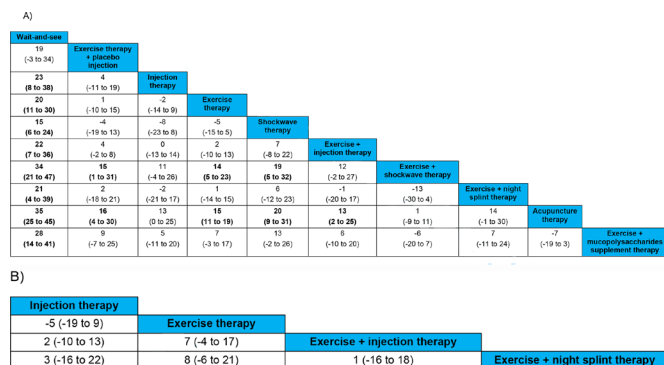 A)
Wait-and-see
19 Exercise therapy
(-3 to 34) + placebo
injection
23 4 Injection
(8 to 38) (-11 to 19) therapy
20 1 -2 Exercise
(11 to 30) (-10 to 15) (-14 to 9) therapy
15 -4 -8 -5 Shockwave
(6 to 24) (-19 to 13) (-23 to 8) (-15 to 5) therapy
22 4 0 2 7 Exercise +
(7 to 36) (-2 to 8) (-13 to 14) (-10 to 13) (-8 to 22) injection therapy
34 15 11 14 19 12 Exercise +
(21 to 47) (1 to 31) (-4 to 26) (5 to 23) (5 to 32) (-2 to 27) shockwave therapy
21 2 -2 1 6 -1 -13 Exercise + night
(4 to 39) (-18 to 21) (-21 to 17) (-14 to 15) (-12 to 23) (-20 to 17) (-30 to 4) splint therapy
35 16 13 15 20 13 1 14 Acupuncture
(25 to 45) (4 to 30) (0 to 25) (11 to 19) (9 to 31) (2 to 25) (-9 to 11) (-1 to 30) therapy
28 9 5 7 13 6 -6 7 -7 Exercise +
(14 to 41) (-7 to 25) (-11 to 20) (-3 to 17) (-2 to 26) (-10 to 20) (-20 to 7) (-11 to 24) (-19 to 3) mucopolysaccharides
supplement therapy
B)
Injection therapy
-5 (-19 to 9) Exercise therapy
2 (-10 to 13) 7 (-4 to 17) Exercise + injection therapy
3 (-16 to 22) 8 (-6 to 21) 1 (-16 to 18) Exercise + night splint therapy